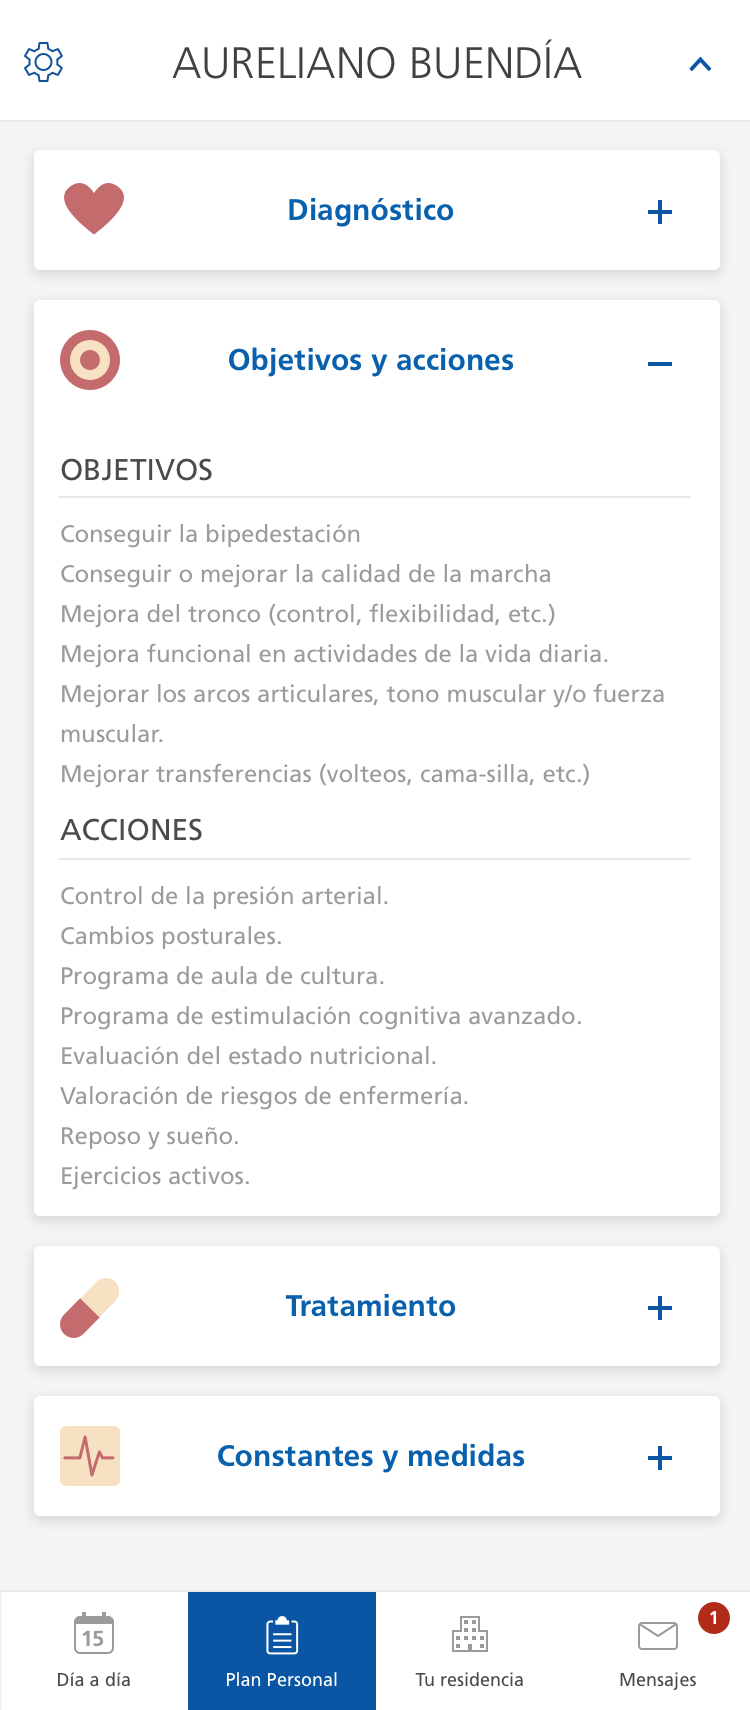 AURELIANO BUENDÍA
Diagnóstico
Objetivos y acciones
OBJETIVOS
Conseguir la bipedestación
Conseguir o mejorar la calidad de la marcha
Mejora del tronco (control, flexibilidad, etc.)
Mejora funcional en actividades de la vida diaria.
Mejorar los arcos articulares, tono muscular y/o fuerza
muscular.
Mejorar transferencias (volteos, cama-silla, etc.)
ACCIONES
Control de la presión arterial.
Cambios posturales.
Programa de aula de cultura.
Programa de estimulación cognitiva avanzado.
Evaluación del estado nutricional.
Valoración de riesgos de enfermería.
Reposo y sueño.
Ejercicios activos.
Tratamiento
Constantes y medidas
15
1
Día a día
Plan Personal
Tu residencia
Mensajes